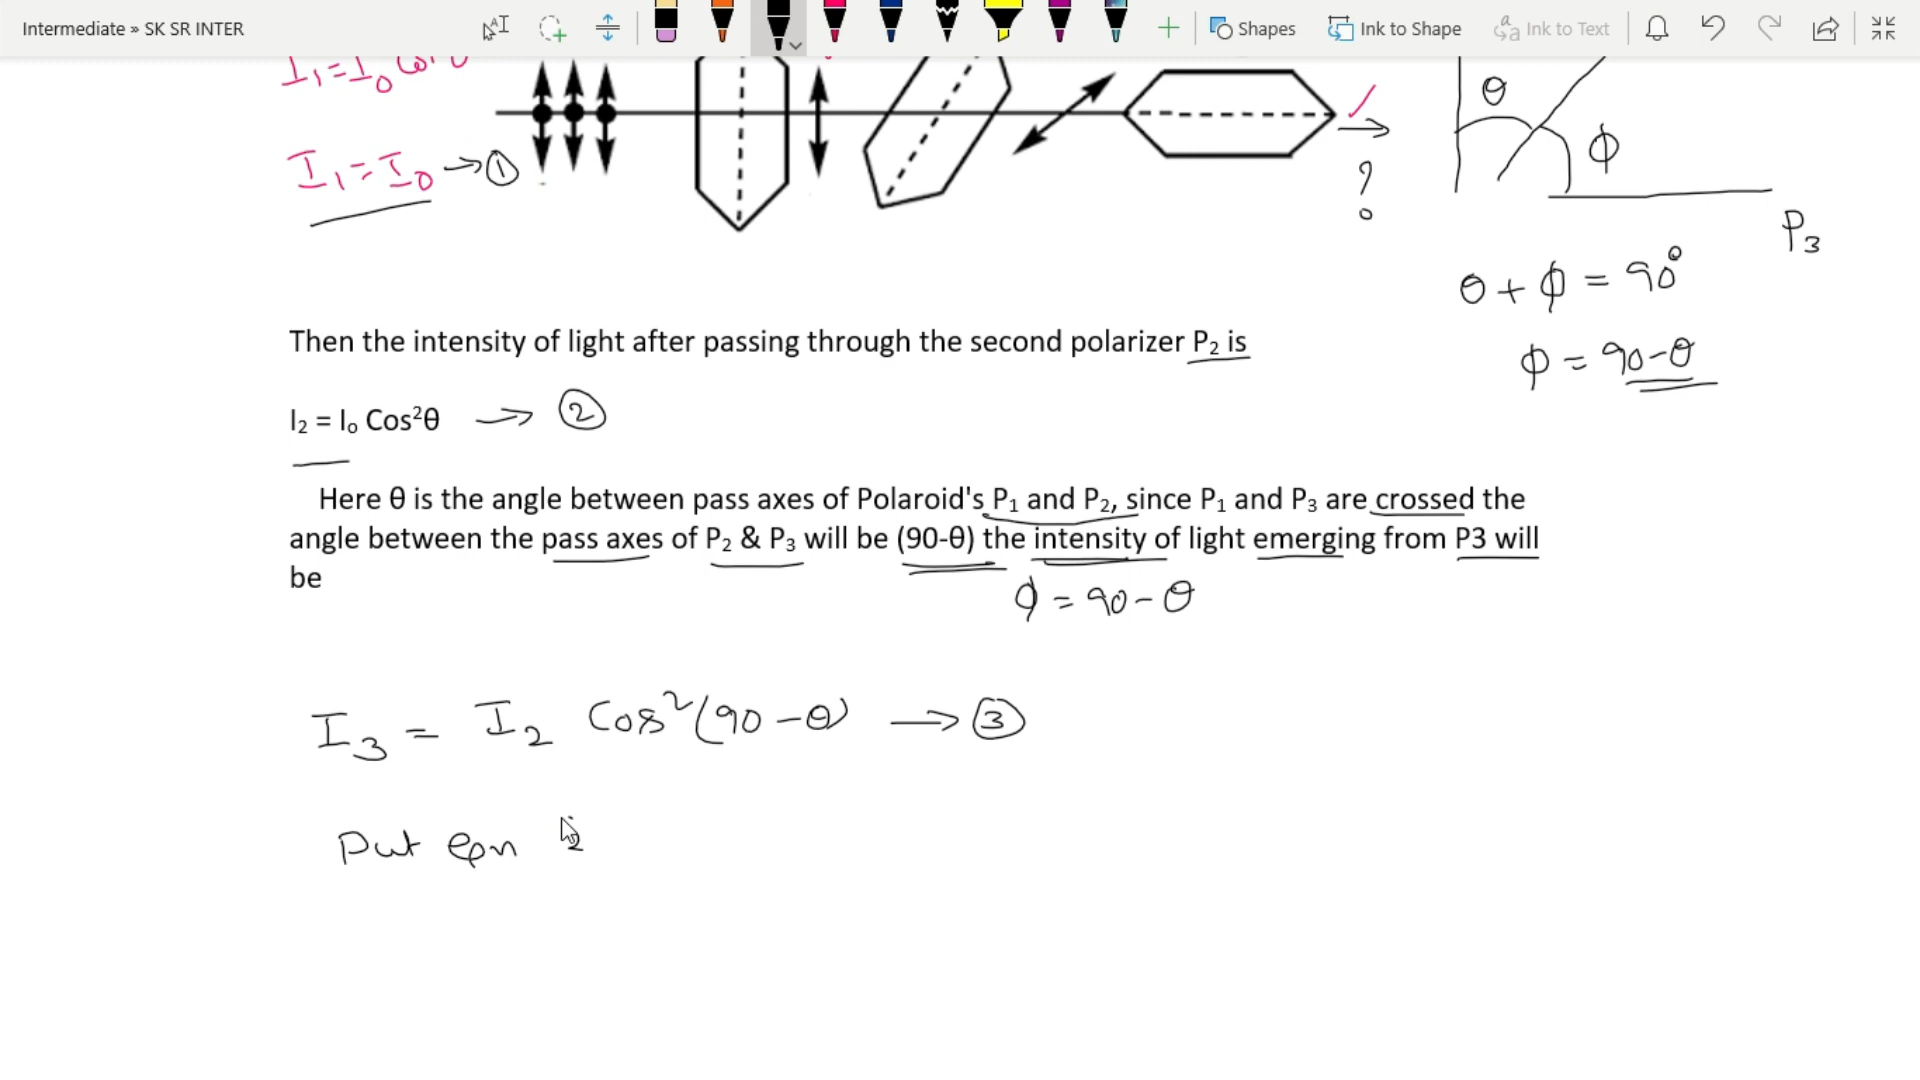 Intermediate » SK SR INTER
Shapes
Ink to Shape
Ink to Text
I₁ = I₀
I₁ = I₀ → ①
?
θ
ϕ
P₃
θ + ϕ = 90°
ϕ = 90-θ
Then the intensity of light after passing through the second polarizer P₂ is
I₂ = Iₒ Cos²θ → ②
Here θ is the angle between pass axes of Polaroid's P₁ and P₂, since P₁ and P₃ are crossed the
angle between the pass axes of P₂ & P₃ will be (90-θ) the intensity of light emerging from P3 will
be
ϕ = 90 - θ
I₃ = I₂ Cos²(90 - θ) → ③
Put eqn